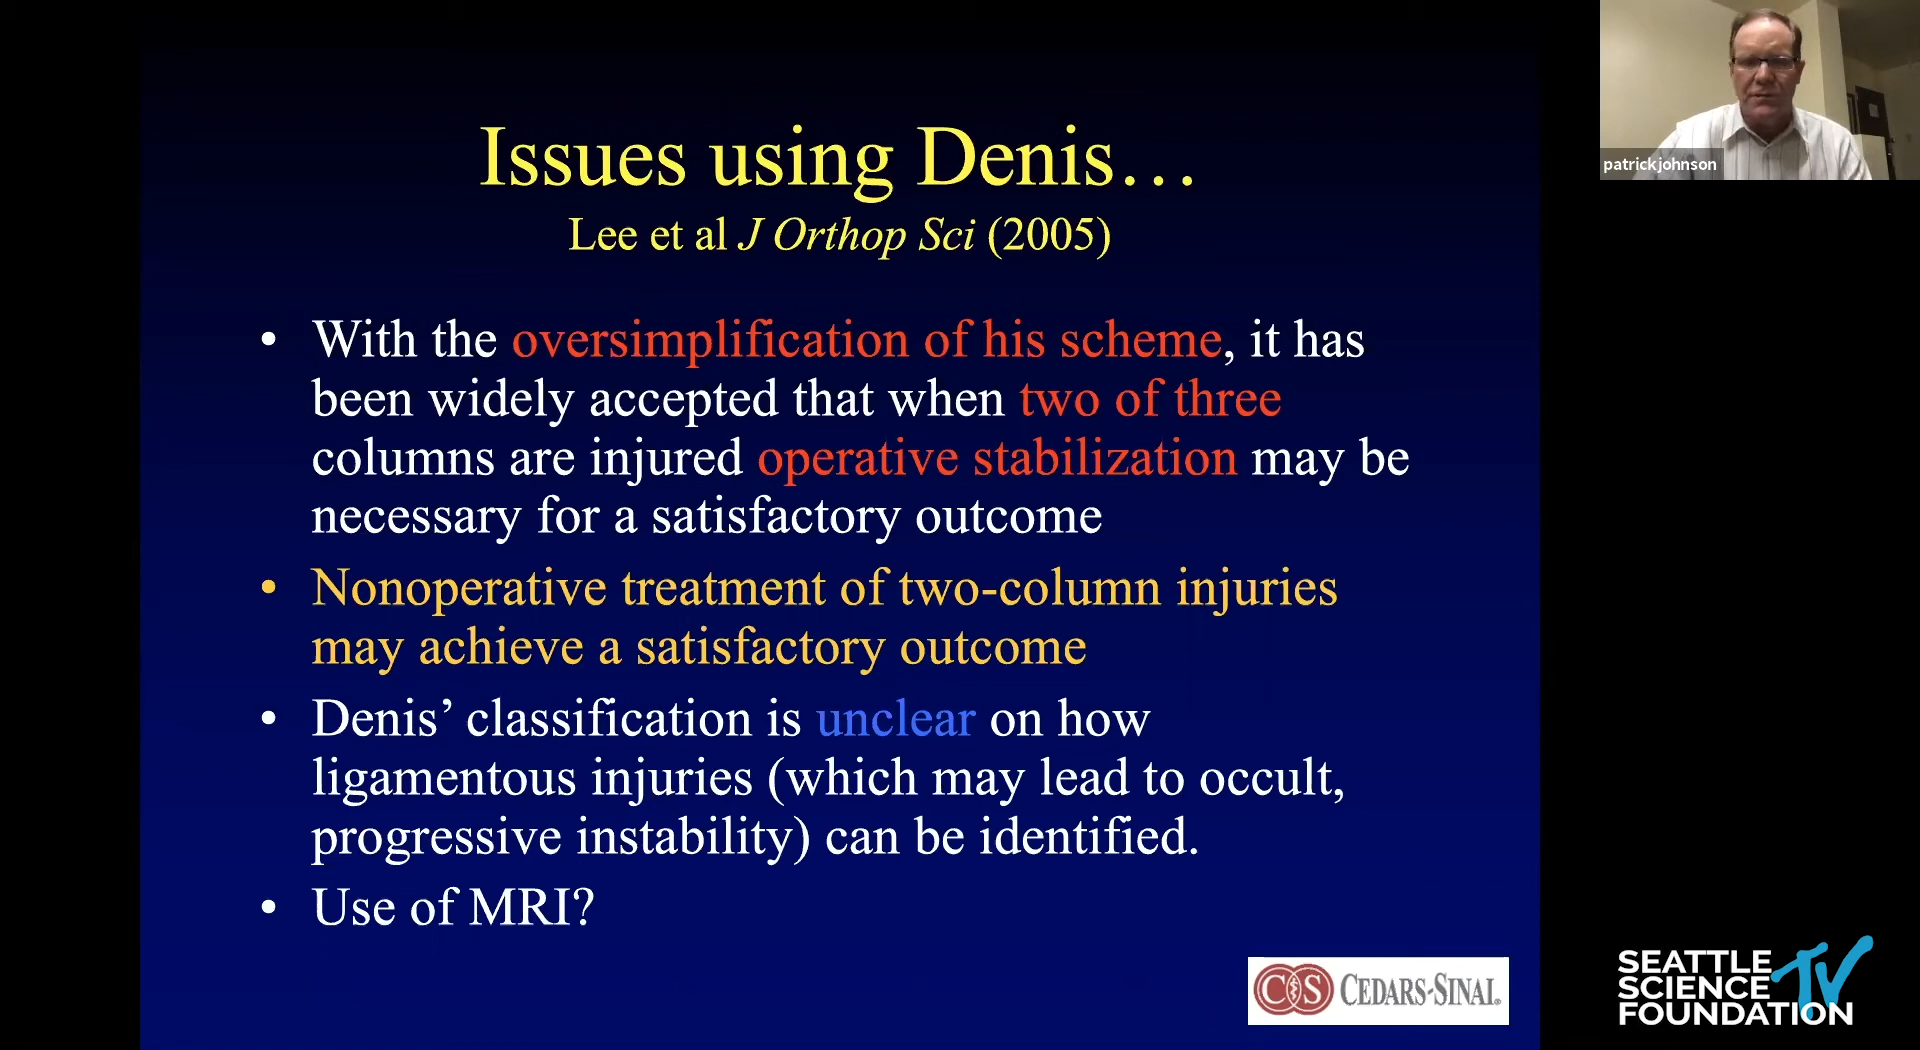 Issues using Denis…
Lee et al J Orthop Sci (2005)
• With the oversimplification of his scheme, it has
been widely accepted that when two of three
columns are injured operative stabilization may be
necessary for a satisfactory outcome
• Nonoperative treatment of two-column injuries
may achieve a satisfactory outcome
• Denis’ classification is unclear on how
ligamentous injuries (which may lead to occult,
progressive instability) can be identified.
• Use of MRI?
CS CEDARS-SINAI.
patrickjohnson
SEATTLE
SCIENCE
FOUNDATION
TV